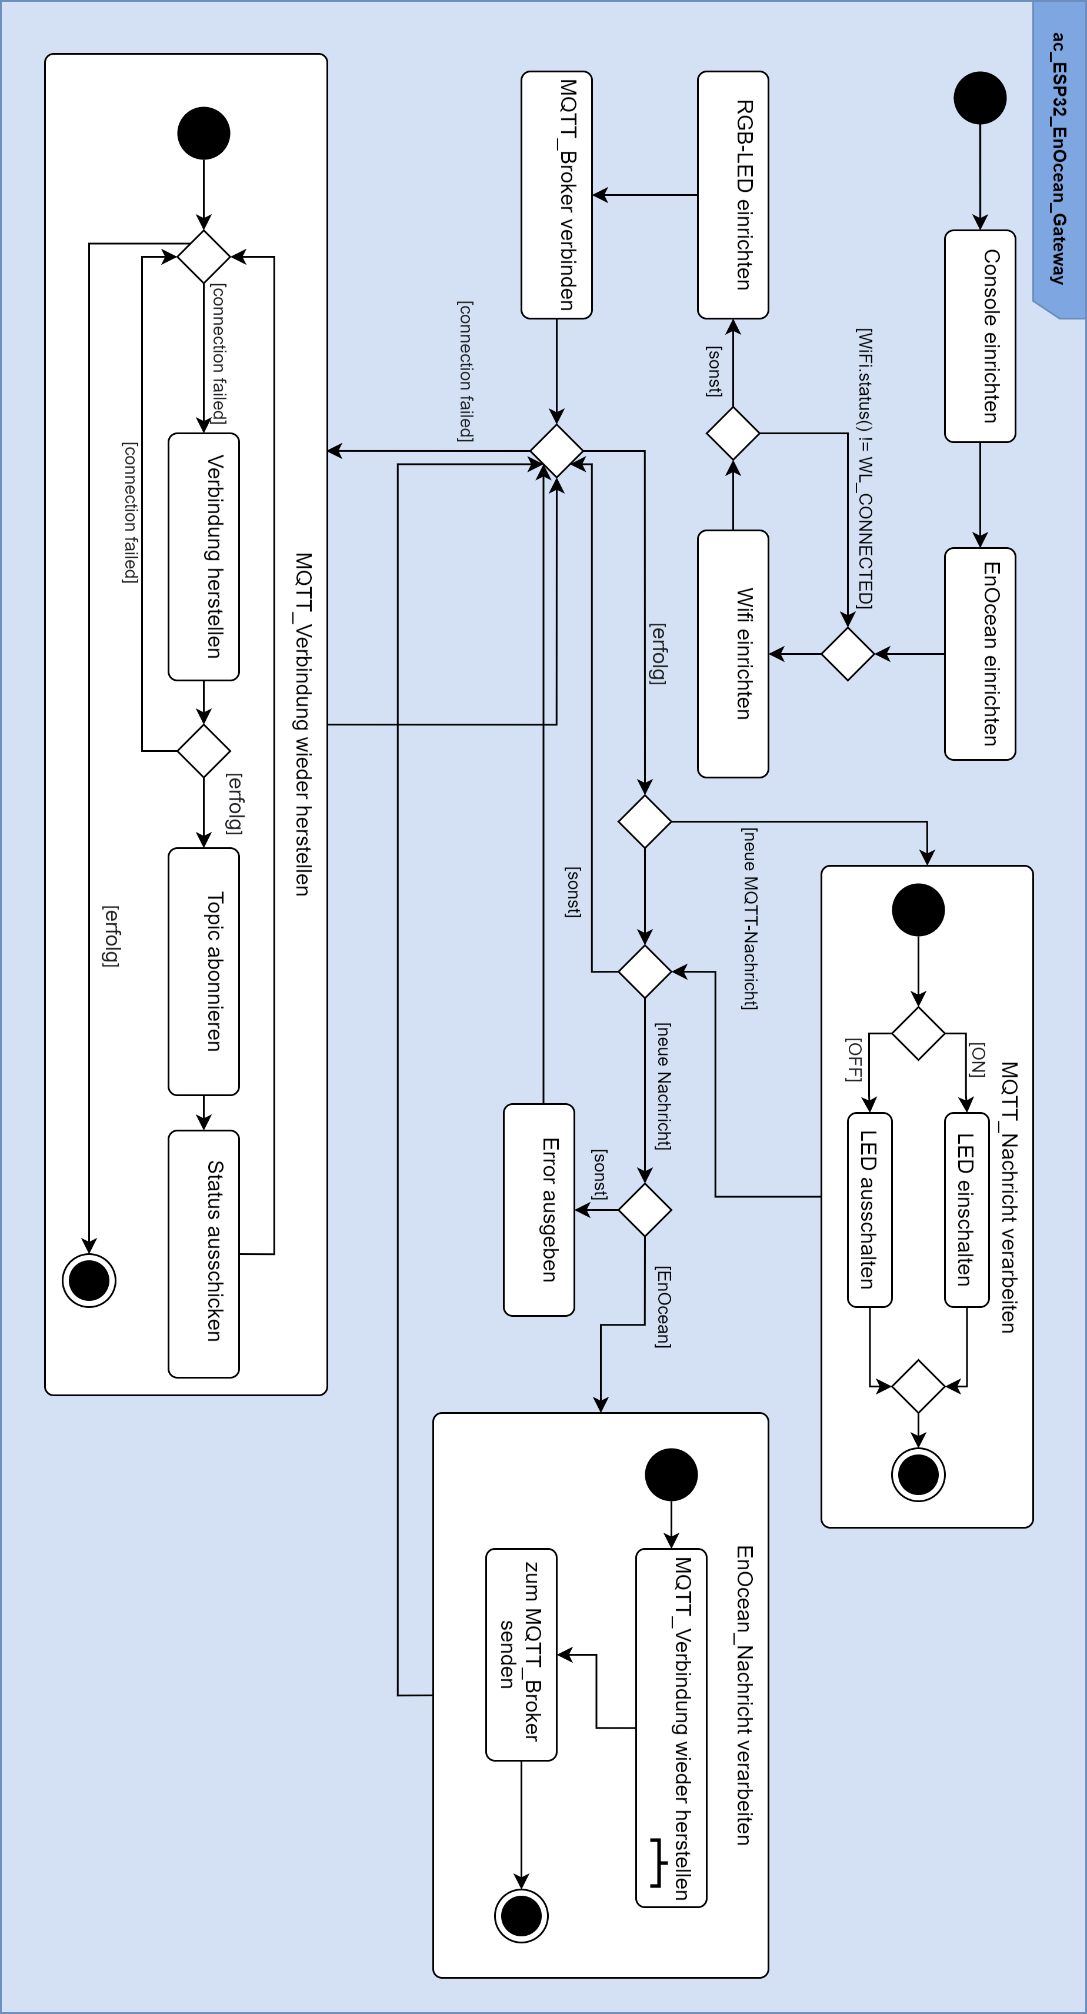 ac_ESP32_EnOcean_Gateway
Console einrichten
EnOcean einrichten
[WiFi.status() != WL_CONNECTED]
RGB-LED einrichten
[sonst]
Wifi einrichten
MQTT_Broker verbinden
[connection failed]
[erfolg]
[neue MQTT-Nachricht]
MQTT_Nachricht verarbeiten
[ON]
LED einschalten
[OFF]
LED ausschalten
[sonst]
[neue Nachricht]
[sonst]
Error ausgeben
[EnOcean]
EnOcean_Nachricht verarbeiten
MQTT_Verbindung wieder herstellen
zum MQTT_Broker
senden
MQTT_Verbindung wieder herstellen
[connection failed]
Verbindung herstellen
[erfolg]
Topic abonnieren
Status ausschicken
[connection failed]
[erfolg]